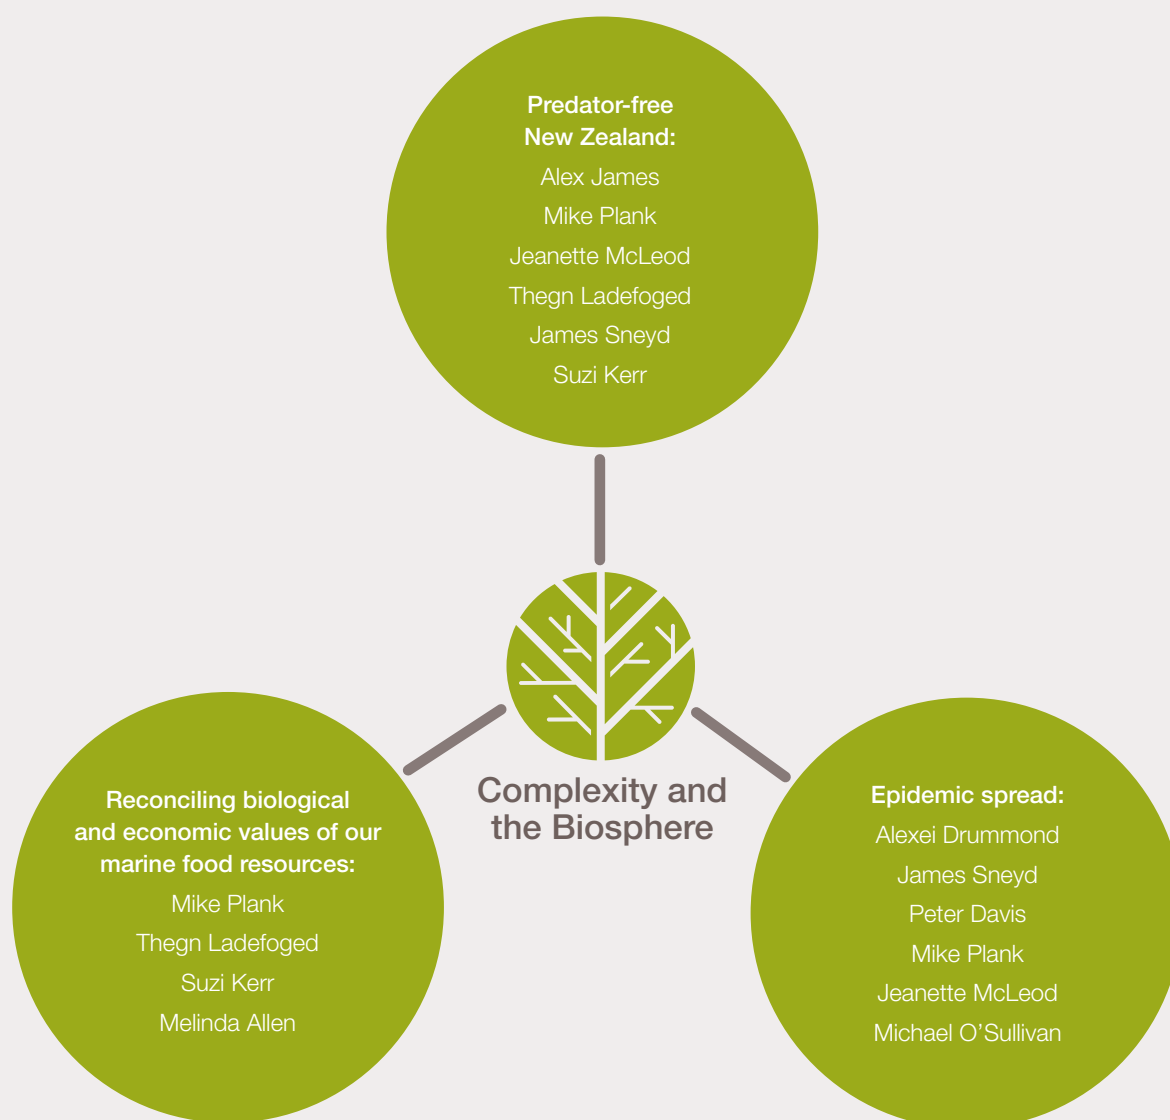 Predator-free
New Zealand:
Alex James
Mike Plank
Jeanette McLeod
Thegn Ladefoged
James Sneyd
Suzi Kerr
Complexity and
the Biosphere
Reconciling biological
and economic values of our
marine food resources:
Mike Plank
Thegn Ladefoged
Suzi Kerr
Melinda Allen
Epidemic spread:
Alexei Drummond
James Sneyd
Peter Davis
Mike Plank
Jeanette McLeod
Michael O’Sullivan